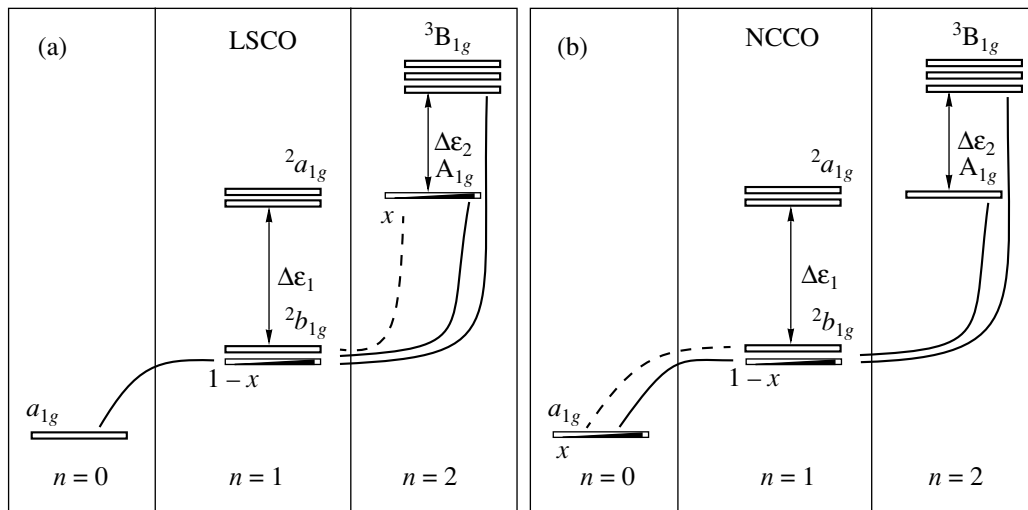 (a)
LSCO
³B₁g
Δε₂
A₁g
²a₁g
x
Δε₁
²b₁g
1 – x
a₁g
n = 0
n = 1
n = 2
(b)
NCCO
³B₁g
Δε₂
A₁g
²a₁g
Δε₁
²b₁g
1 – x
a₁g
x
n = 0
n = 1
n = 2